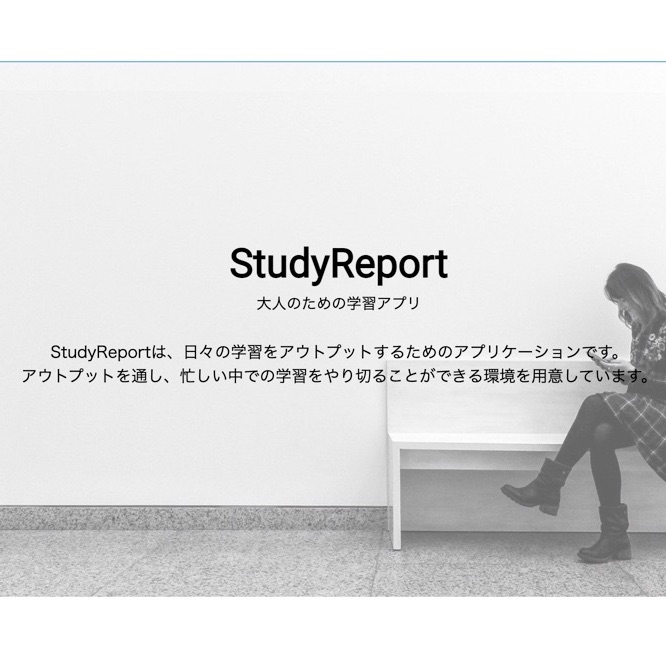 StudyReport
大人のための学習アプリ
StudyReportは、日々の学習をアウトプットするためのアプリケーションです。
アウトプットを通し、忙しい中での学習をやり切ることができる環境を用意しています。